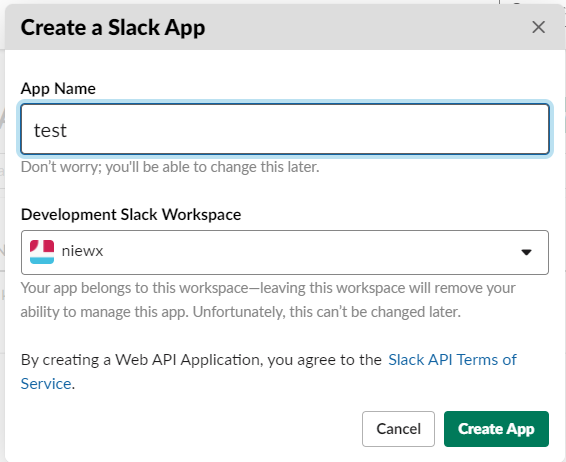 Create a Slack App
App Name
test
Don’t worry; you'll be able to change this later.
Development Slack Workspace
niewx
Your app belongs to this workspace—leaving this workspace will remove your
ability to manage this app. Unfortunately, this can’t be changed later.
By creating a Web API Application, you agree to the Slack API Terms of
Service.
Cancel
Create App